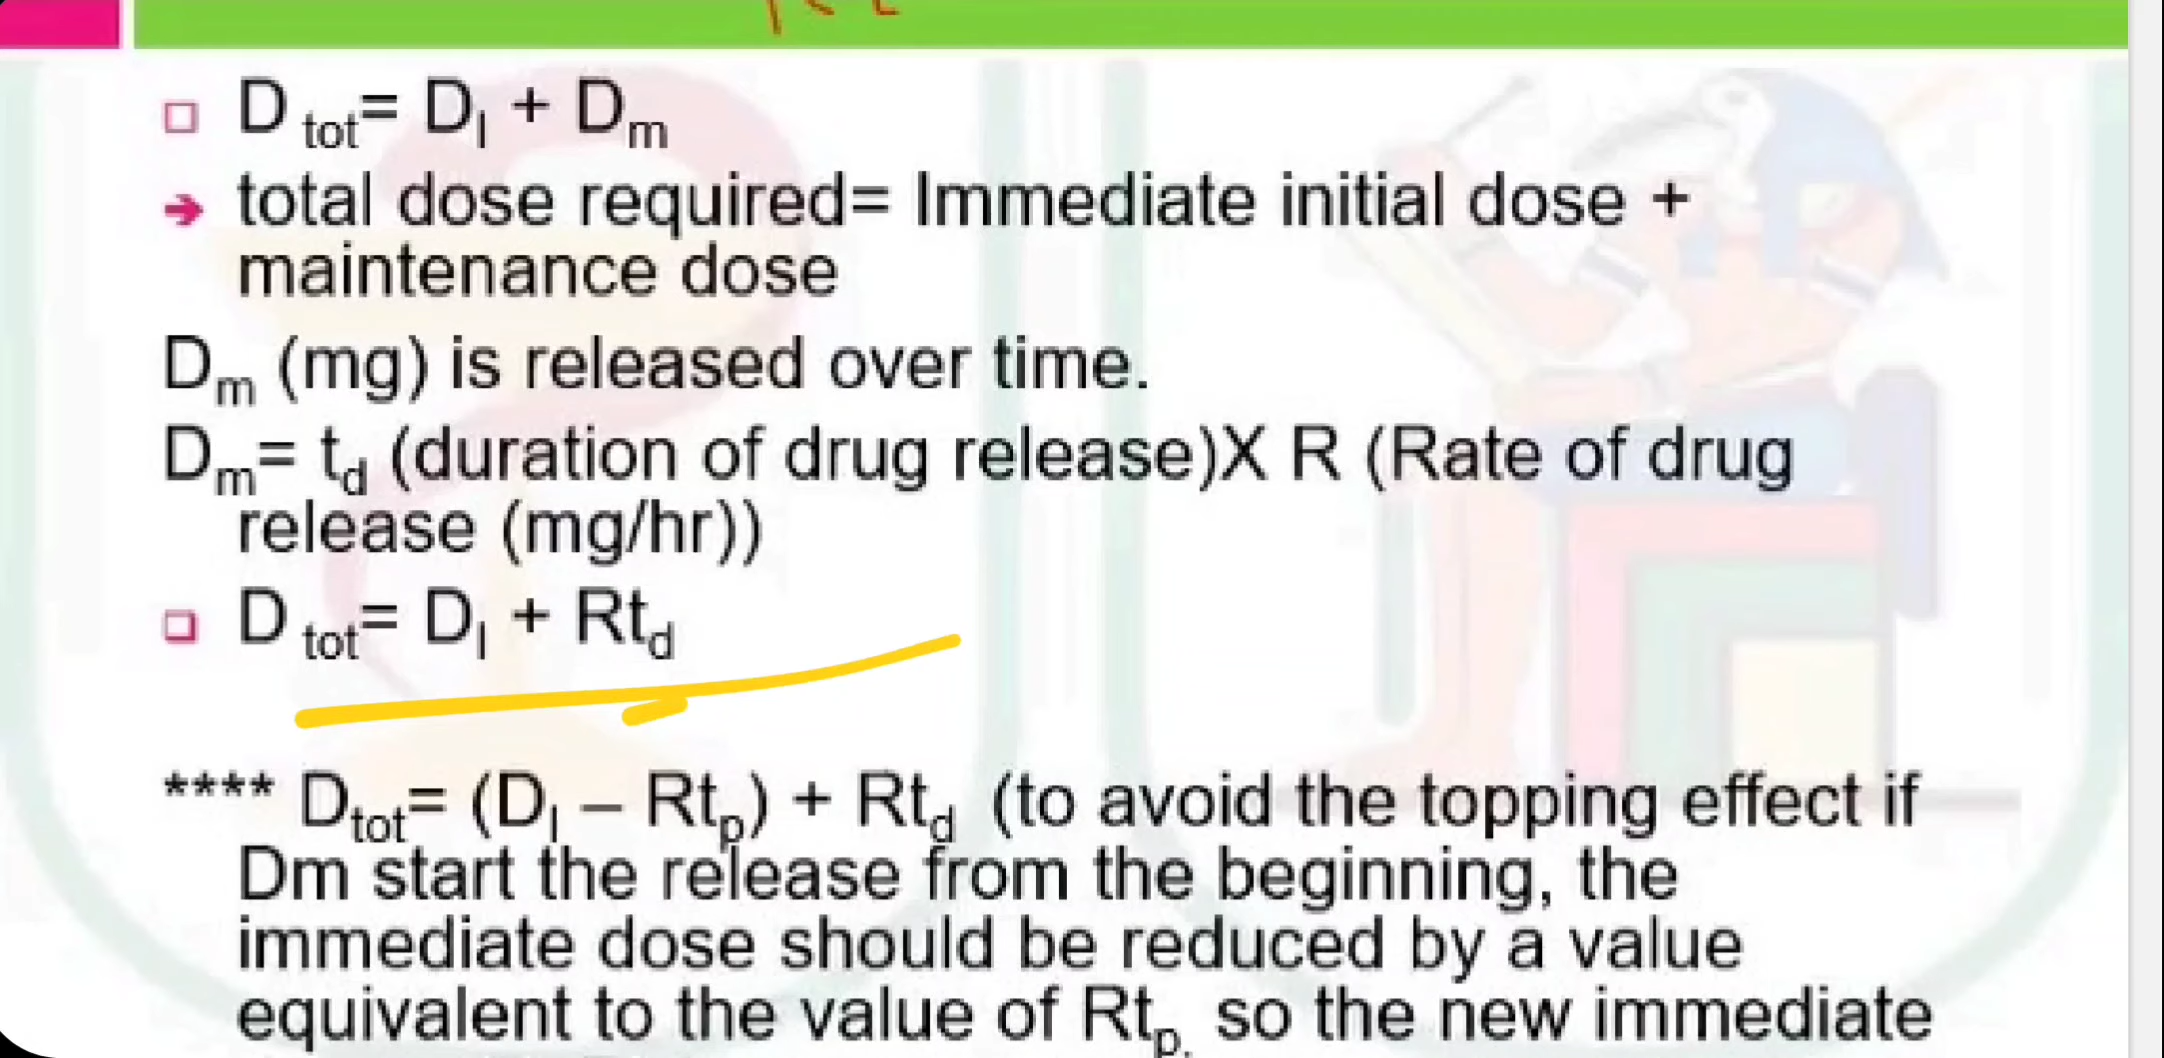 D tot= DI + Dm
total dose required= Immediate initial dose +
maintenance dose
Dm (mg) is released over time.
Dm= td (duration of drug release)X R (Rate of drug
release (mg/hr))
D tot= DI + Rtd
**** Dtot= (DI – Rtp) + Rtd (to avoid the topping effect if
Dm start the release from the beginning, the
immediate dose should be reduced by a value
equivalent to the value of Rtp. so the new immediate